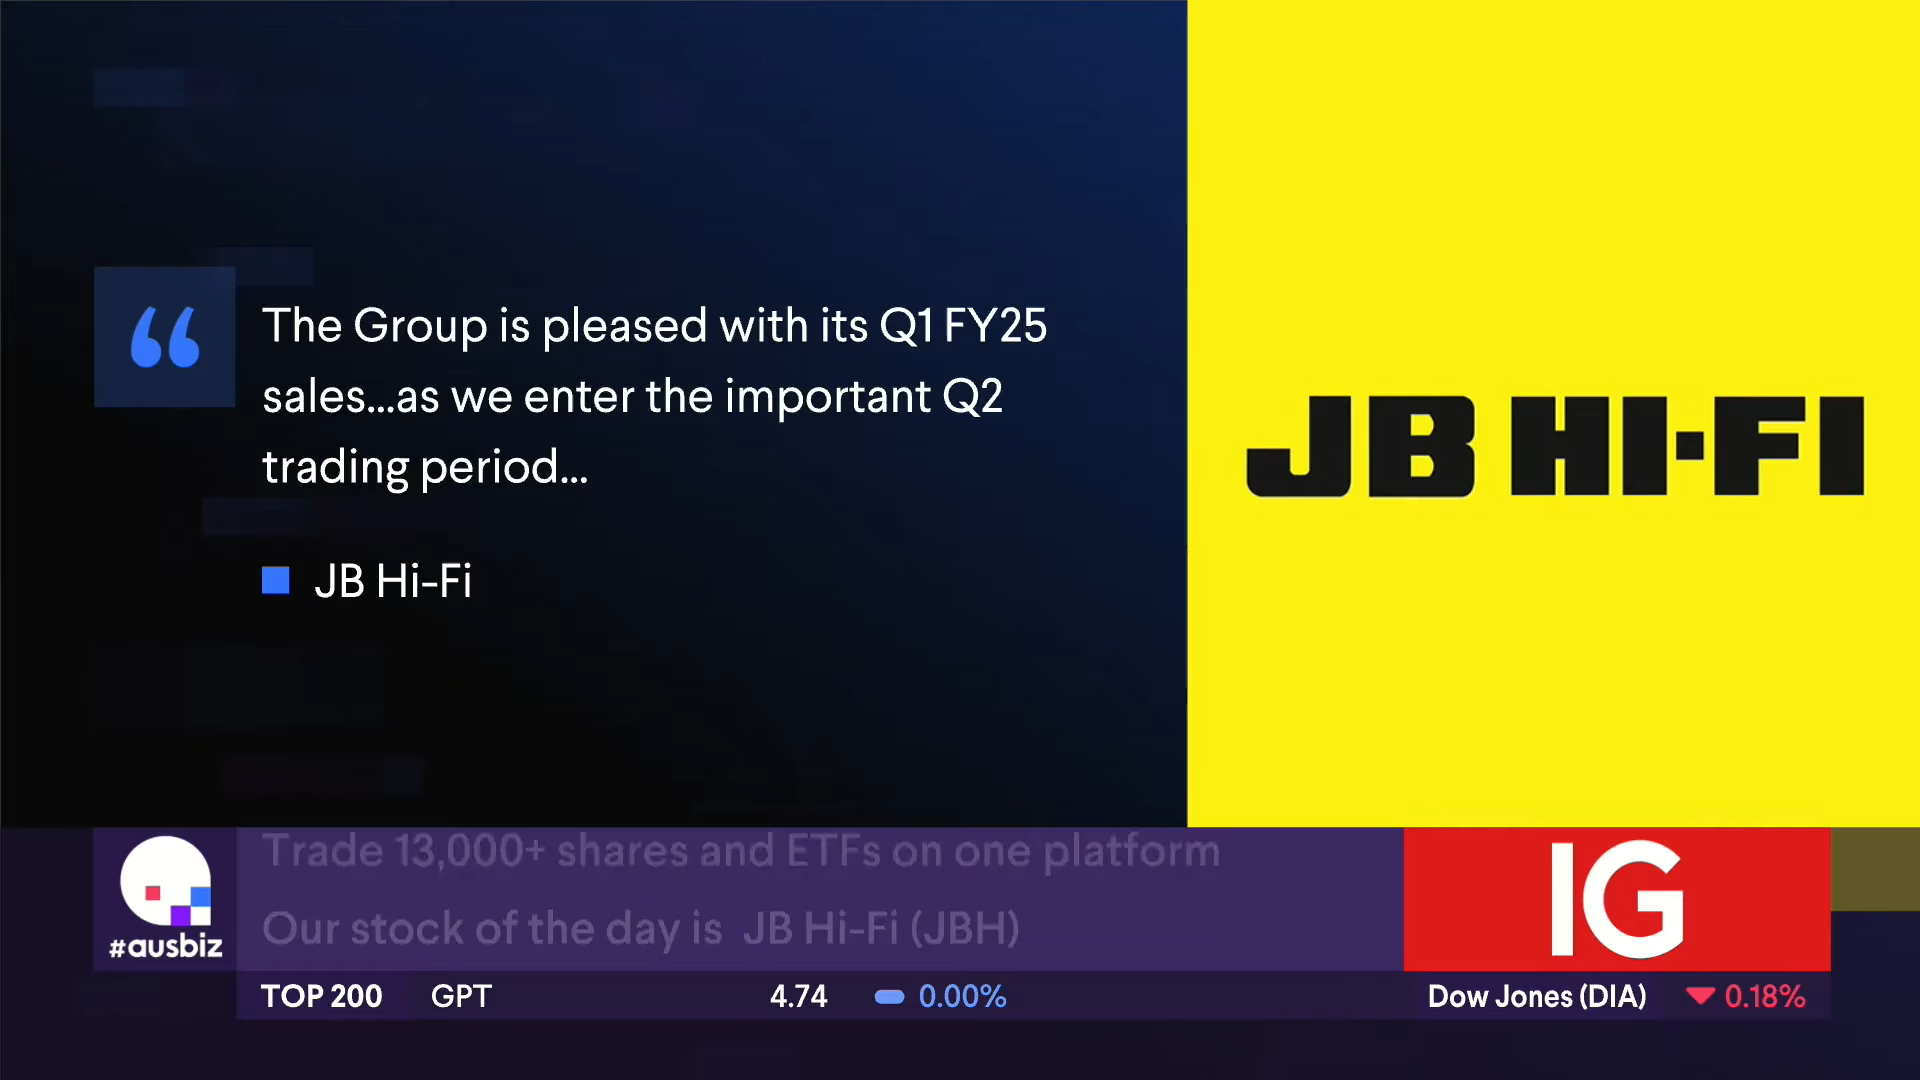 “
The Group is pleased with its Q1 FY25
sales...as we enter the important Q2
trading period...
JB Hi-Fi
JB HI-FI
Trade 13,000+ shares and ETFs on one platform
Our stock of the day is JB Hi-Fi (JBH)
#ausbiz
IG
TOP 200 GPT 4.74 0.00%
Dow Jones (DIA) 0.18%